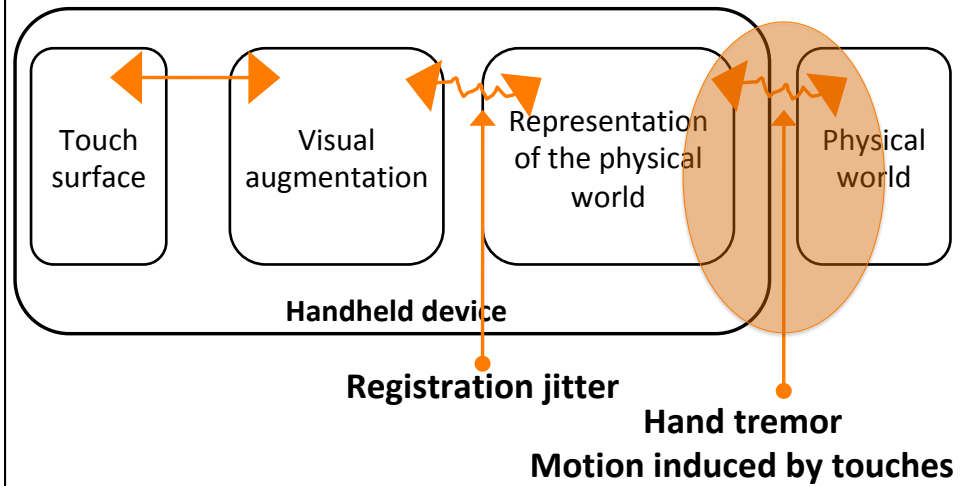 Touch
surface
Visual
augmentation
Representation
of the physical
world
Physical
world
Handheld device
Registration jitter
Hand tremor
Motion induced by touches